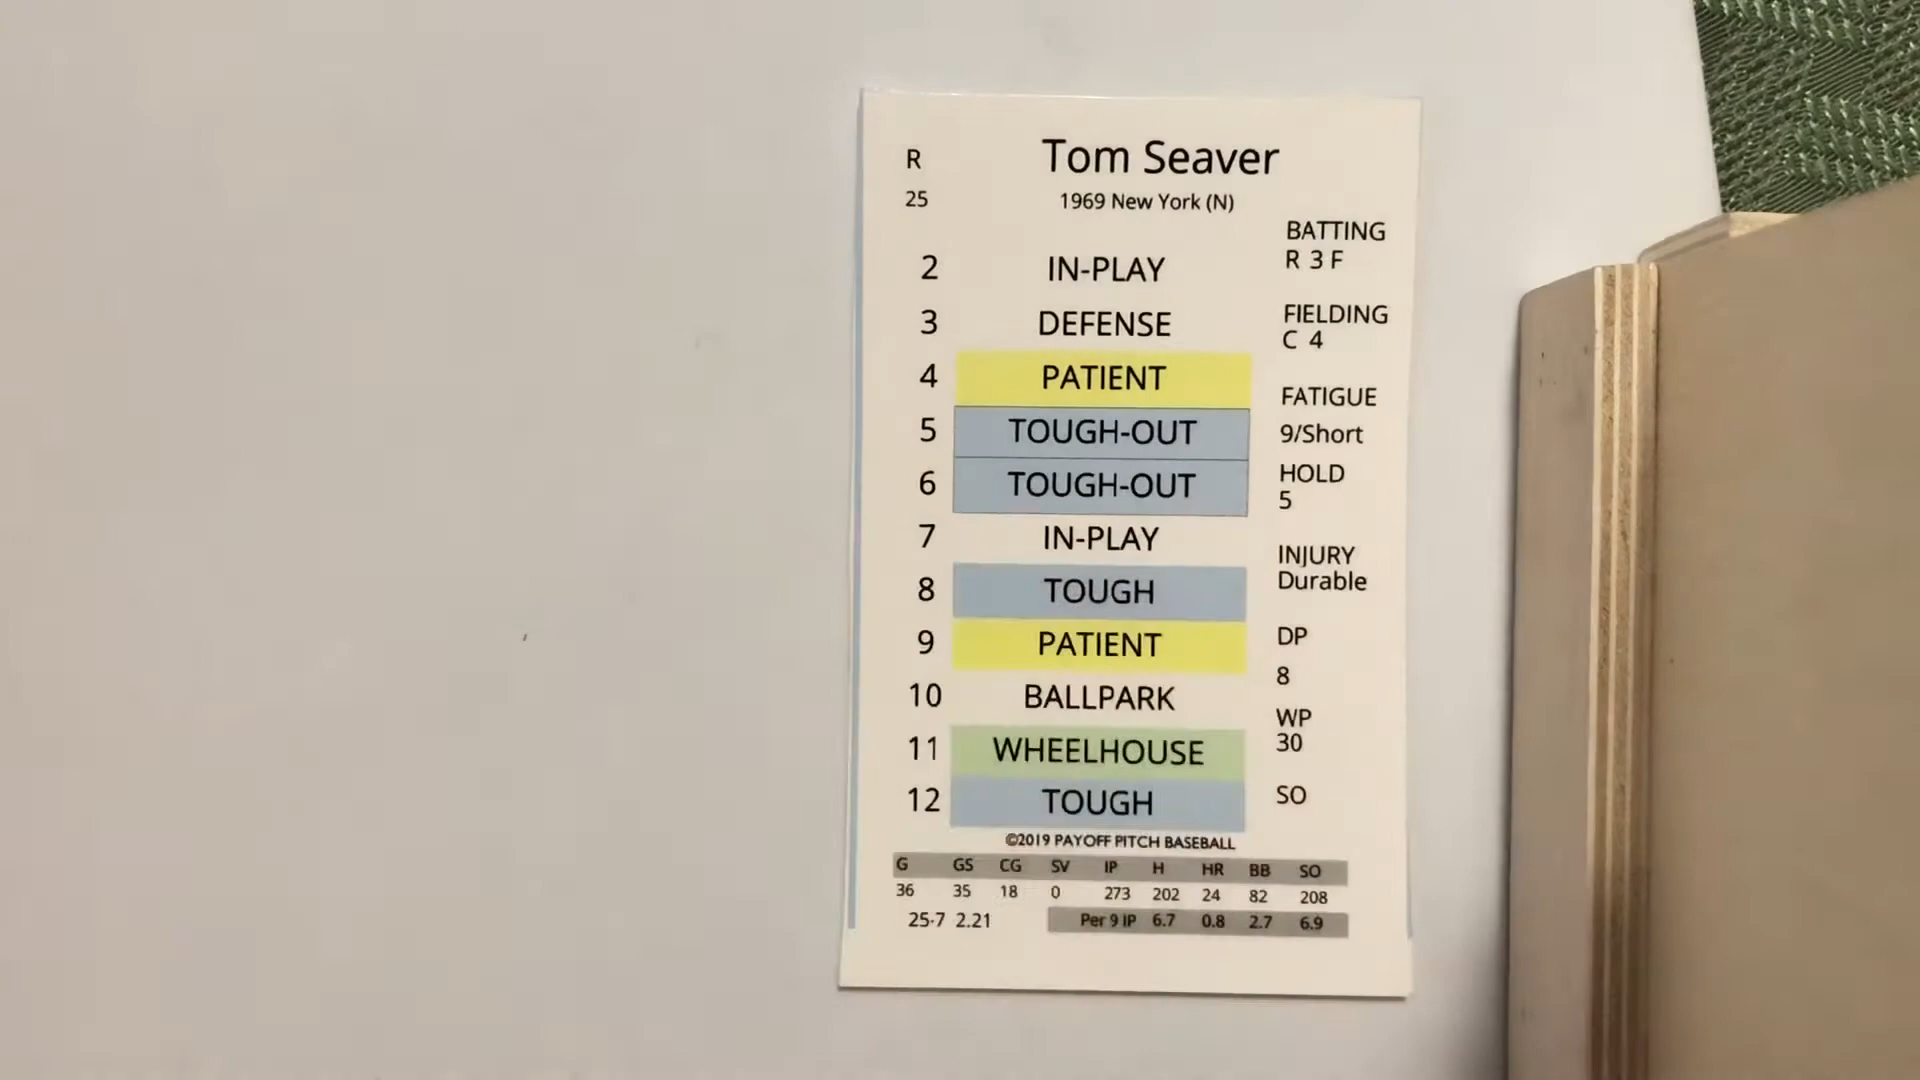 R Tom Seaver
25 1969 New York (N)
BATTING
R 3 F
2 IN-PLAY
3 DEFENSE
FIELDING
C 4
4 PATIENT
FATIGUE
5 TOUGH-OUT 9/Short
6 TOUGH-OUT HOLD
5
7 IN-PLAY
INJURY
Durable
8 TOUGH
9 PATIENT DP
8
10 BALLPARK
WP
30
11 WHEELHOUSE
12 TOUGH SO
©2019 PAYOFF PITCH BASEBALL
G GS CG SV IP H HR BB SO
36 35 18 0 273 202 24 82 208
25-7 2.21 Per 9 IP 6.7 0.8 2.7 6.9